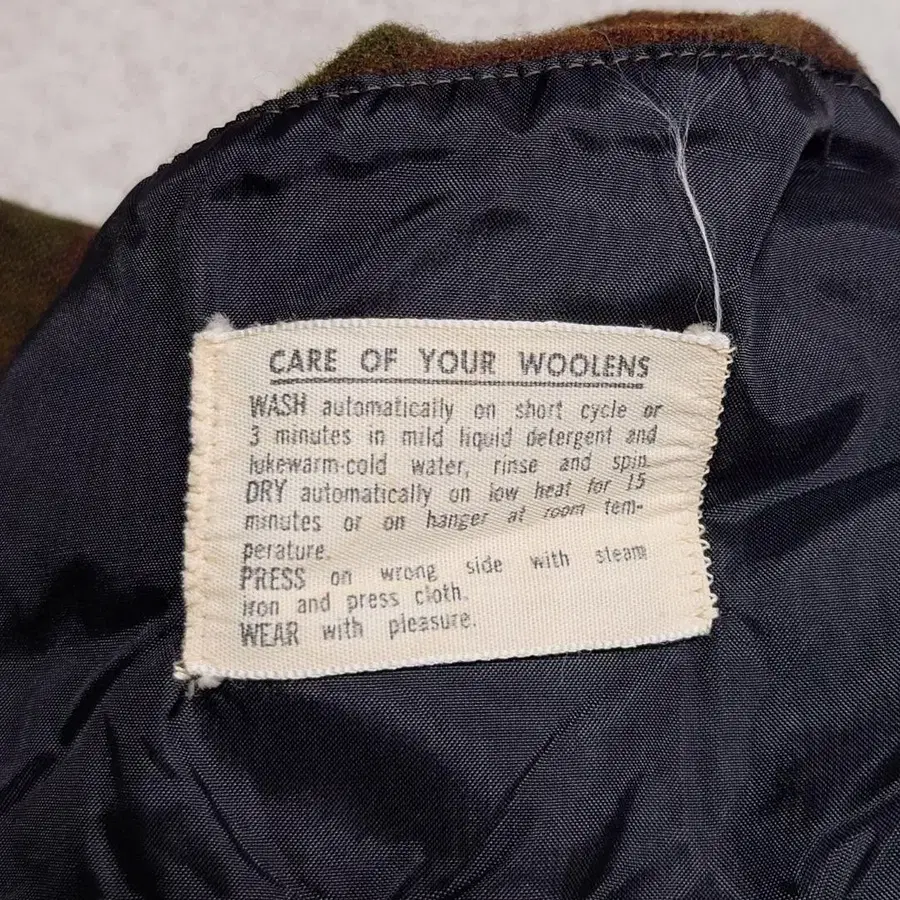 CARE OF YOUR WOOLENS
WASH automatically on short cycle or
3 minutes in mild liquid detergent and
lukewarm-cold water, rinse and spin.
DRY automatically on low heat for 15
minutes or on hanger at room tem-
perature.
PRESS on wrong side with steam
iron and press cloth.
WEAR with pleasure.